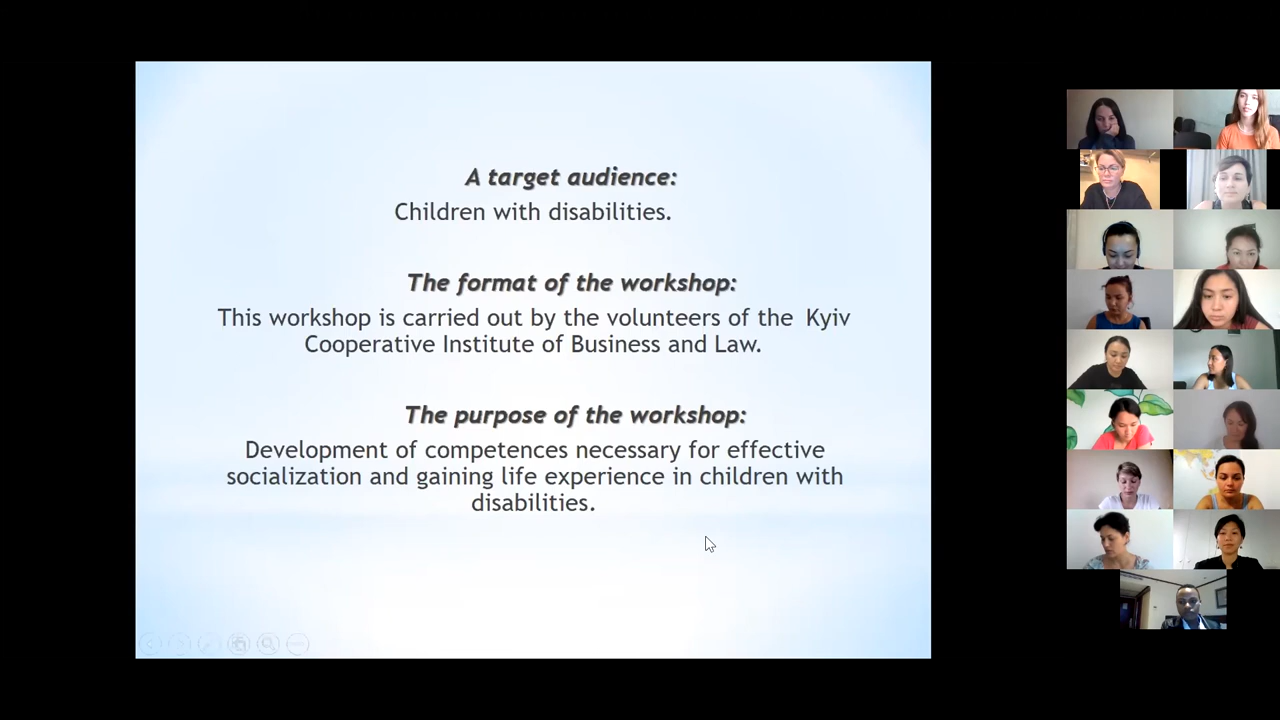 A target audience:
Children with disabilities.
The format of the workshop:
This workshop is carried out by the volunteers of the Kyiv
Cooperative Institute of Business and Law.
The purpose of the workshop:
Development of competences necessary for effective
socialization and gaining life experience in children with
disabilities.